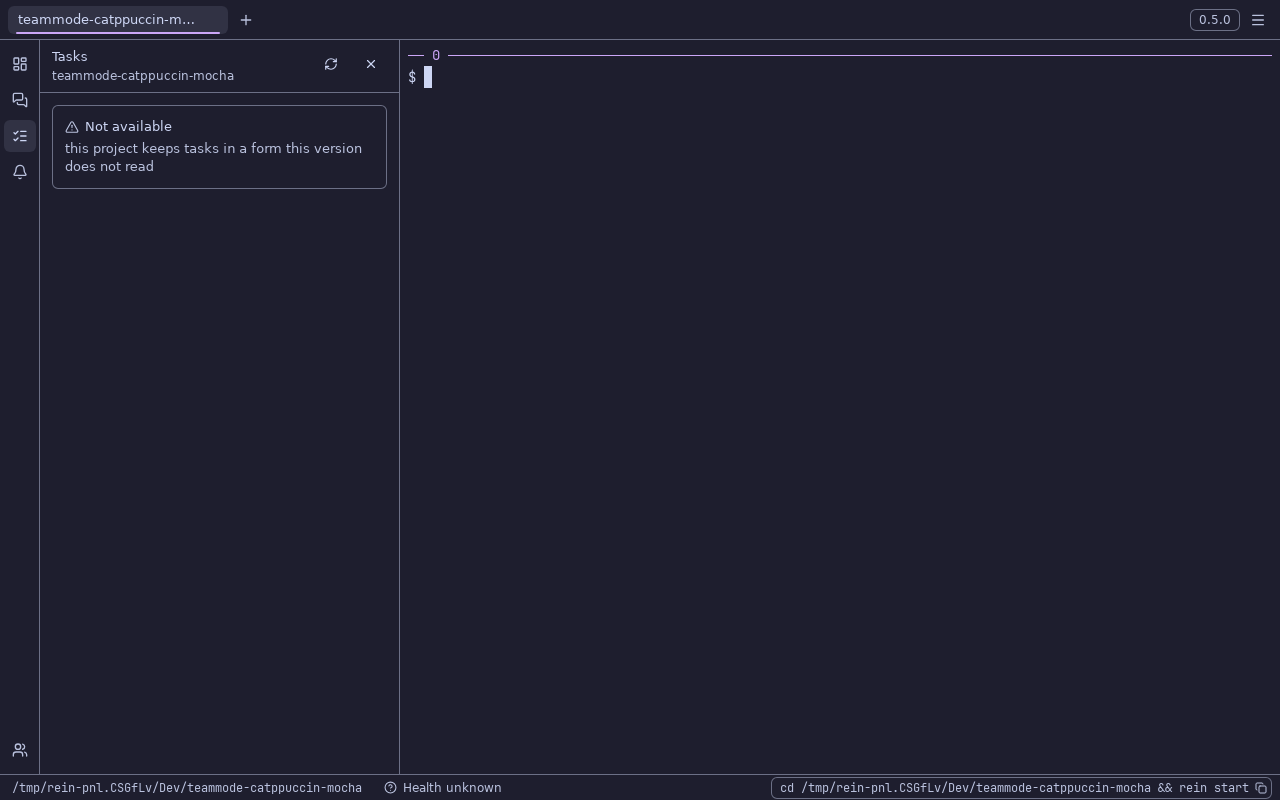 teammode-catppuccin-m…
0.5.0
Tasks
teammode-catppuccin-mocha
Not available
this project keeps tasks in a form this version
does not read
0
$
/tmp/rein-pnl.CSGfLv/Dev/teammode-catppuccin-mocha
Health unknown
cd /tmp/rein-pnl.CSGfLv/Dev/teammode-catppuccin-mocha && rein start